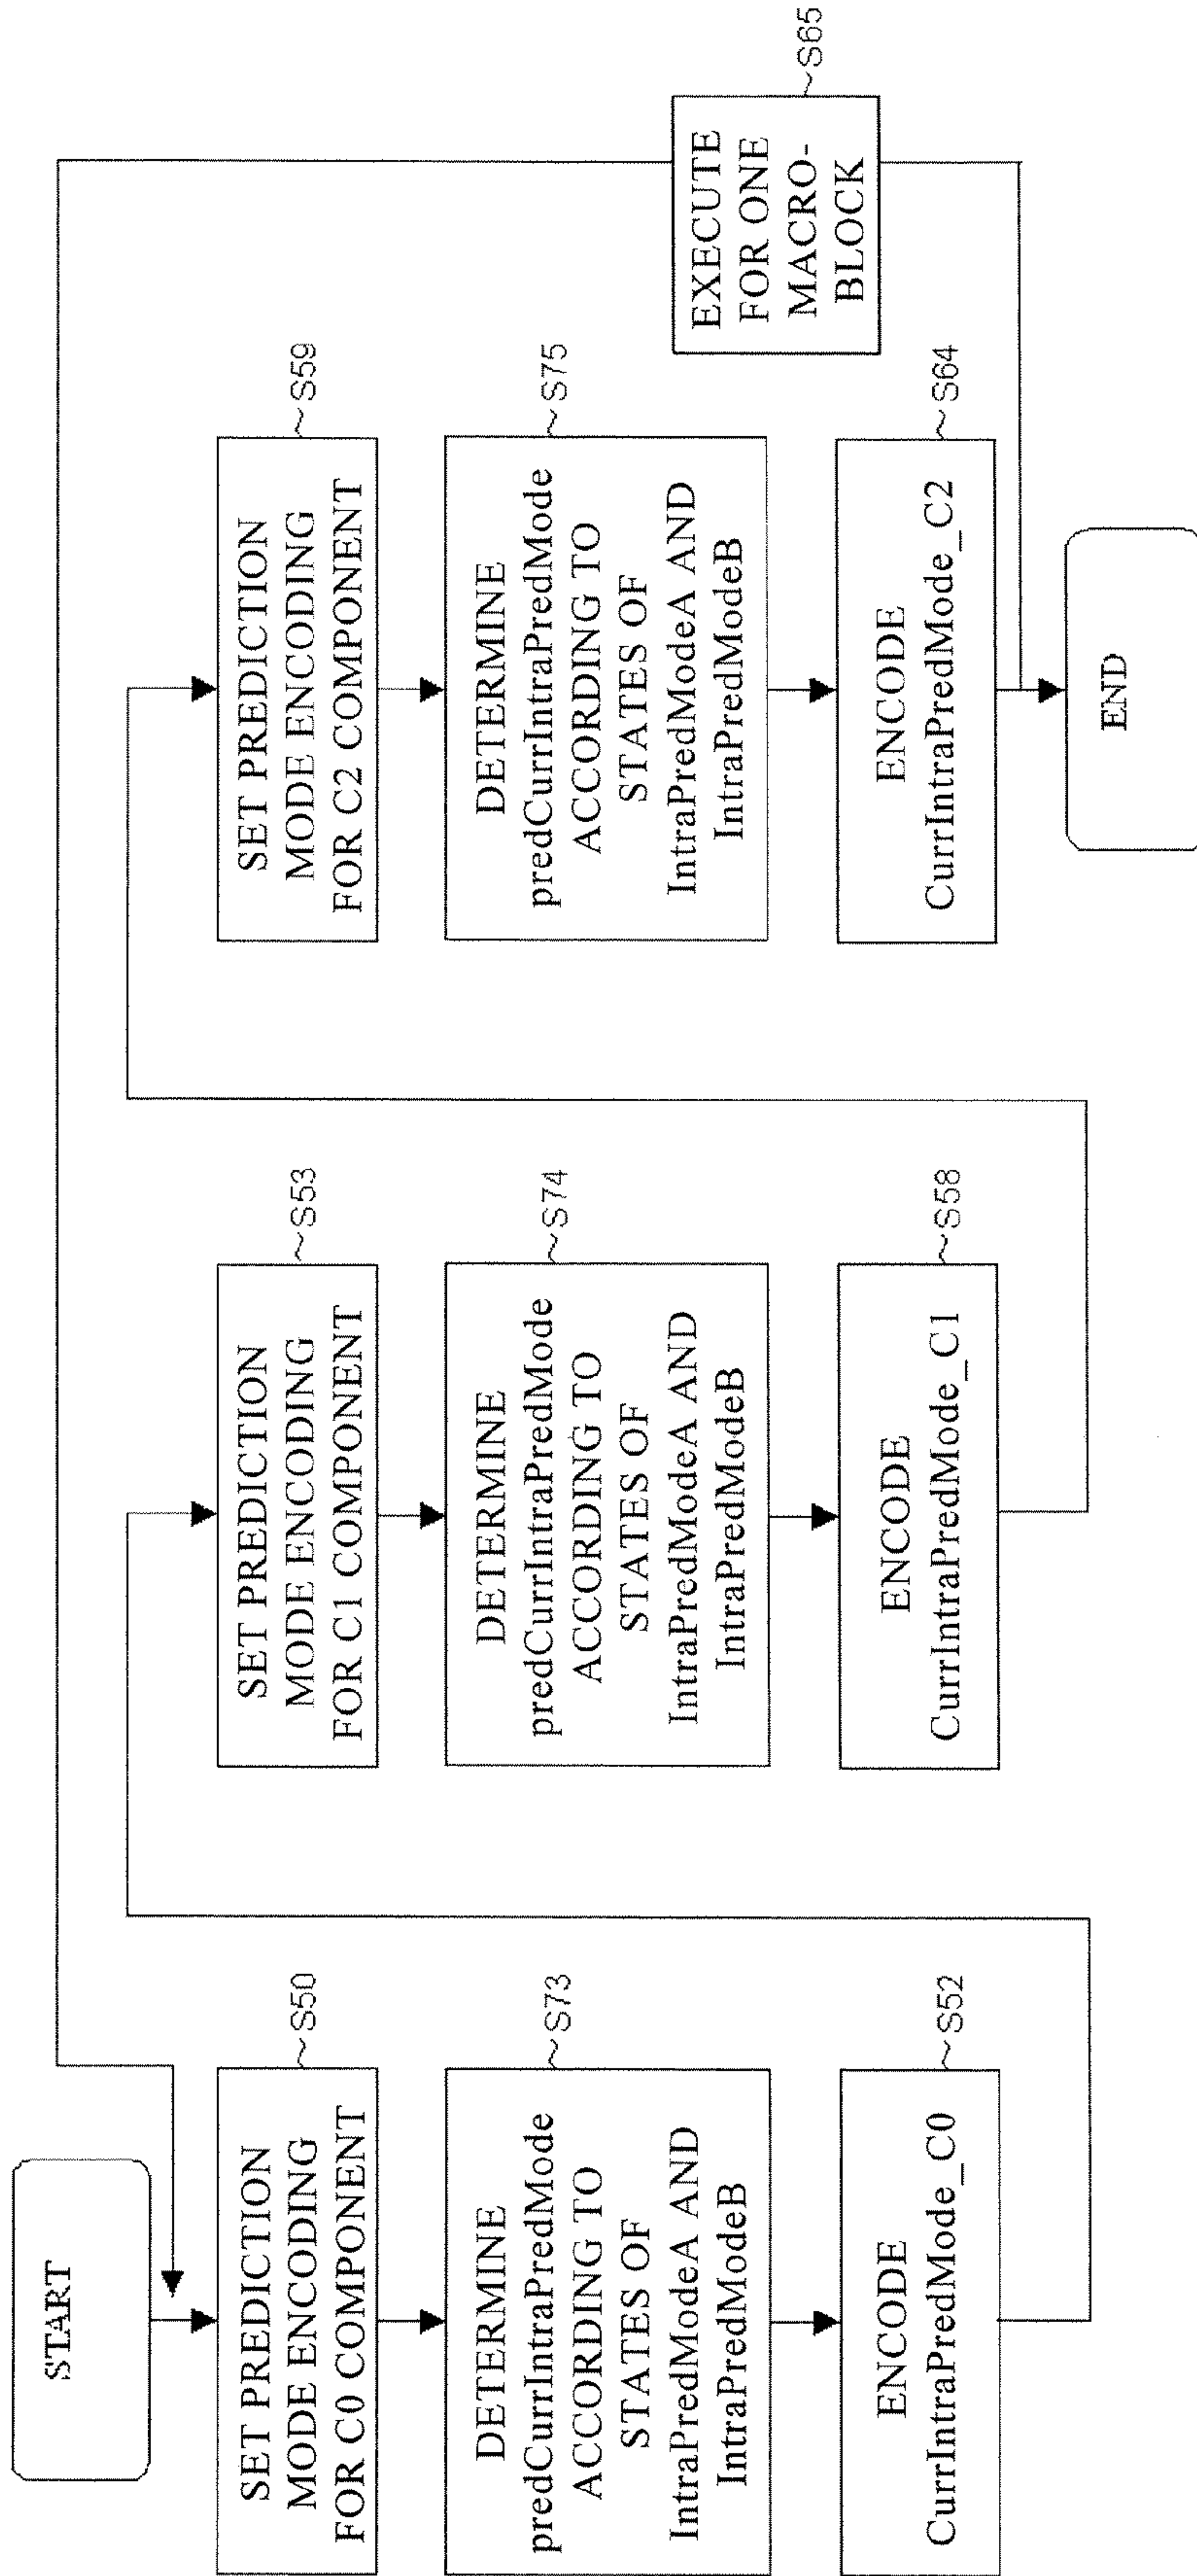 START
SET PREDICTION
MODE ENCODING
FOR C0 COMPONENT
~S50
DETERMINE
predCurrIntraPredMode
ACCORDING TO
STATES OF
IntraPredModeA AND
IntraPredModeB
~S73
ENCODE
CurrIntraPredMode_C0
~S52
SET PREDICTION
MODE ENCODING
FOR C1 COMPONENT
~S53
DETERMINE
predCurrIntraPredMode
ACCORDING TO
STATES OF
IntraPredModeA AND
IntraPredModeB
~S74
ENCODE
CurrIntraPredMode_C1
~S58
SET PREDICTION
MODE ENCODING
FOR C2 COMPONENT
~S59
DETERMINE
predCurrIntraPredMode
ACCORDING TO
STATES OF
IntraPredModeA AND
IntraPredModeB
~S75
ENCODE
CurrIntraPredMode_C2
~S64
EXECUTE
FOR ONE
MACRO-
BLOCK
~S65
END